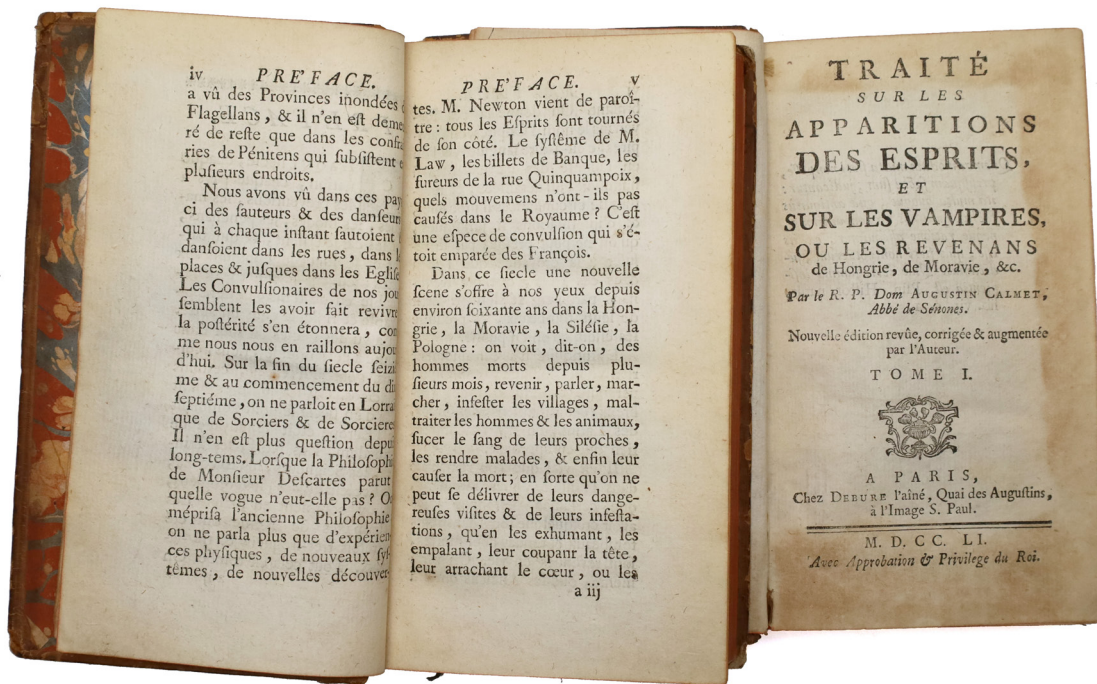 iv PRE'FACE.
a vû des Provinces inondées
Flagellans, & il n'en eſt deme
ré de reſte que dans les confra
ries de Pénitens qui ſubſiſtent
pluſieurs endroits.
Nous avons vû dans ces pay
ci des ſauteurs & des danſeurs
qui à chaque inſtant ſautoient
danſoient dans les rues, dans
places & juſques dans les Egliſe
Les Convulſionaires de nos jou
ſemblent les avoir fait revivre
la poſtérité s'en étonnera, com
me nous nous en raillons aujou
d'hui. Sur la fin du ſiecle ſeizié
me & au commencement du di
ſeptiéme, on ne parloit en Lorra
que de Sorciers & de Sorcieres
Il n'en eſt plus queſtion depui
long-tems. Lorſque la Philoſophi
de Monſieur Deſcartes parut
quelle vogue n'eut-elle pas? On
mépriſa l'ancienne Philoſophie
on ne parla plus que d'expérien
ces phyſiques, de nouveaux ſyſ-
têmes, de nouvelles découver-
PRE'FACE. v
tes. M. Newton vient de paroî-
tre: tous les Eſprits ſont tournés
de ſon côté. Le ſyſtême de M.
Law, les billets de Banque, les
fureurs de la rue Quinquampoix,
quels mouvemens n'ont-ils pas
cauſés dans le Royaume? C'eſt
une eſpece de convulſion qui s'é-
toit emparée des François.
Dans ce ſiecle une nouvelle
ſcene s'offre à nos yeux depuis
environ ſoixante ans dans la Hon-
grie, la Moravie, la Siléſie, la
Pologne: on voit, dit-on, des
hommes morts depuis plu-
ſieurs mois, revenir, parler, mar-
cher, infeſter les villages, mal-
traiter les hommes & les animaux,
ſucer le ſang de leurs proches,
les rendre malades, & enfin leur
cauſer la mort; en ſorte qu'on ne
peut ſe délivrer de leurs dange-
reuſes viſites & de leurs infeſta-
tions, qu'en les exhumant, les
empalant, leur coupant la tête,
leur arrachant le cœur, ou les
a iij
TRAITÉ
SUR LES
APPARITIONS
DES ESPRITS,
ET
SUR LES VAMPIRES,
OU LES REVENANS
de Hongrie, de Moravie, &c.
Par le R. P. Dom AUGUSTIN CALMET,
Abbé de Sénones.
Nouvelle édition revûe, corrigée & augmentée
par l'Auteur.
TOME I.
A PARIS,
Chez DEBURE l'aîné, Quai des Auguſtins,
à l'Image S. Paul.
M. D. CC. LI.
Avec Approbation & Privilege du Roi.